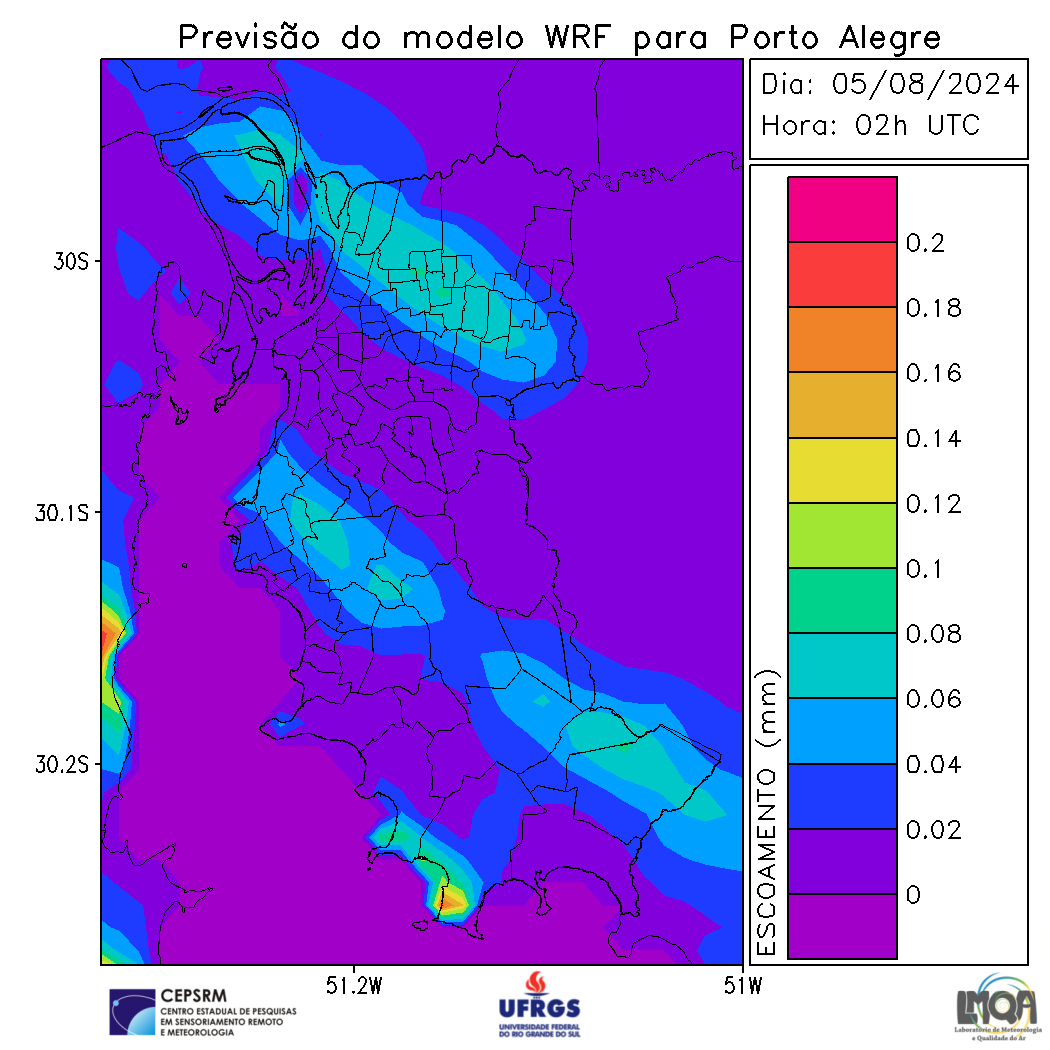 Previsão do modelo WRF para Porto Alegre
Dia: 05/08/2024
Hora: 02h UTC
30S
30.1S
30.2S
51.2W
51W
ESCOAMENTO (mm)
0.2
0.18
0.16
0.14
0.12
0.1
0.08
0.06
0.04
0.02
0
CEPSRM
CENTRO ESTADUAL DE PESQUISAS
EM SENSORIAMENTO REMOTO
E METEOROLOGIA
UFRGS
UNIVERSIDADE FEDERAL
DO RIO GRANDE DO SUL
LMQA
Laboratório de Meteorologia
e Qualidade do Ar